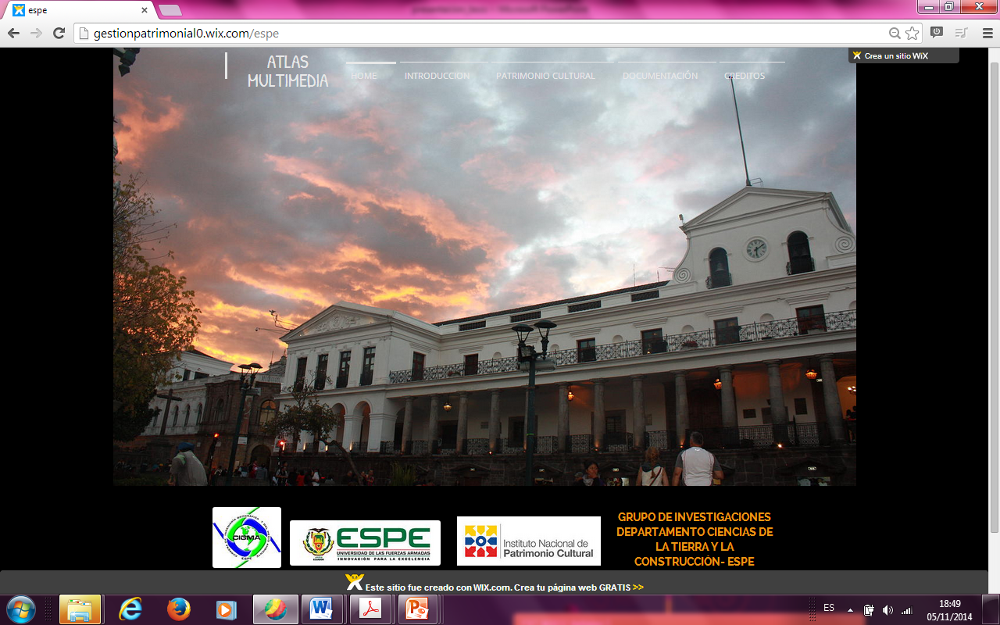 espe
gestionpatrimonial0.wix.com/espe
Crea un sitio WiX
ATLAS
MULTIMEDIA
HOME
INTRODUCCION
PATRIMONIO CULTURAL
DOCUMENTACIÓN
CREDITOS
CIGMA
ESPE
ESPE
UNIVERSIDAD DE LAS FUERZAS ARMADAS
INNOVACIÓN PARA LA EXCELENCIA
ECUADOR
Instituto Nacional de
Patrimonio Cultural
GRUPO DE INVESTIGACIONES
DEPARTAMENTO CIENCIAS DE
LA TIERRA Y LA
CONSTRUCCIÓN- ESPE
Este sitio fue creado con WIX.com. Crea tu página web GRATIS >>
ES
18:49
05/11/2014